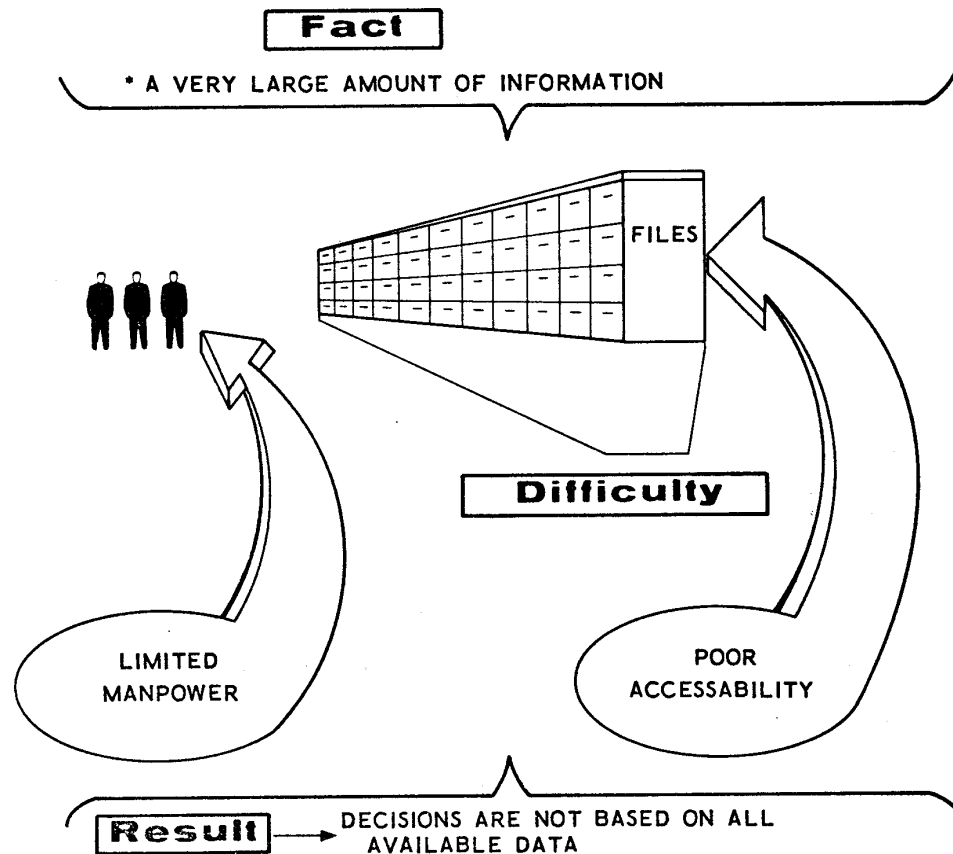 Fact
* A VERY LARGE AMOUNT OF INFORMATION
FILES
Difficulty
LIMITED
MANPOWER
POOR
ACCESSABILITY
Result
DECISIONS ARE NOT BASED ON ALL
AVAILABLE DATA